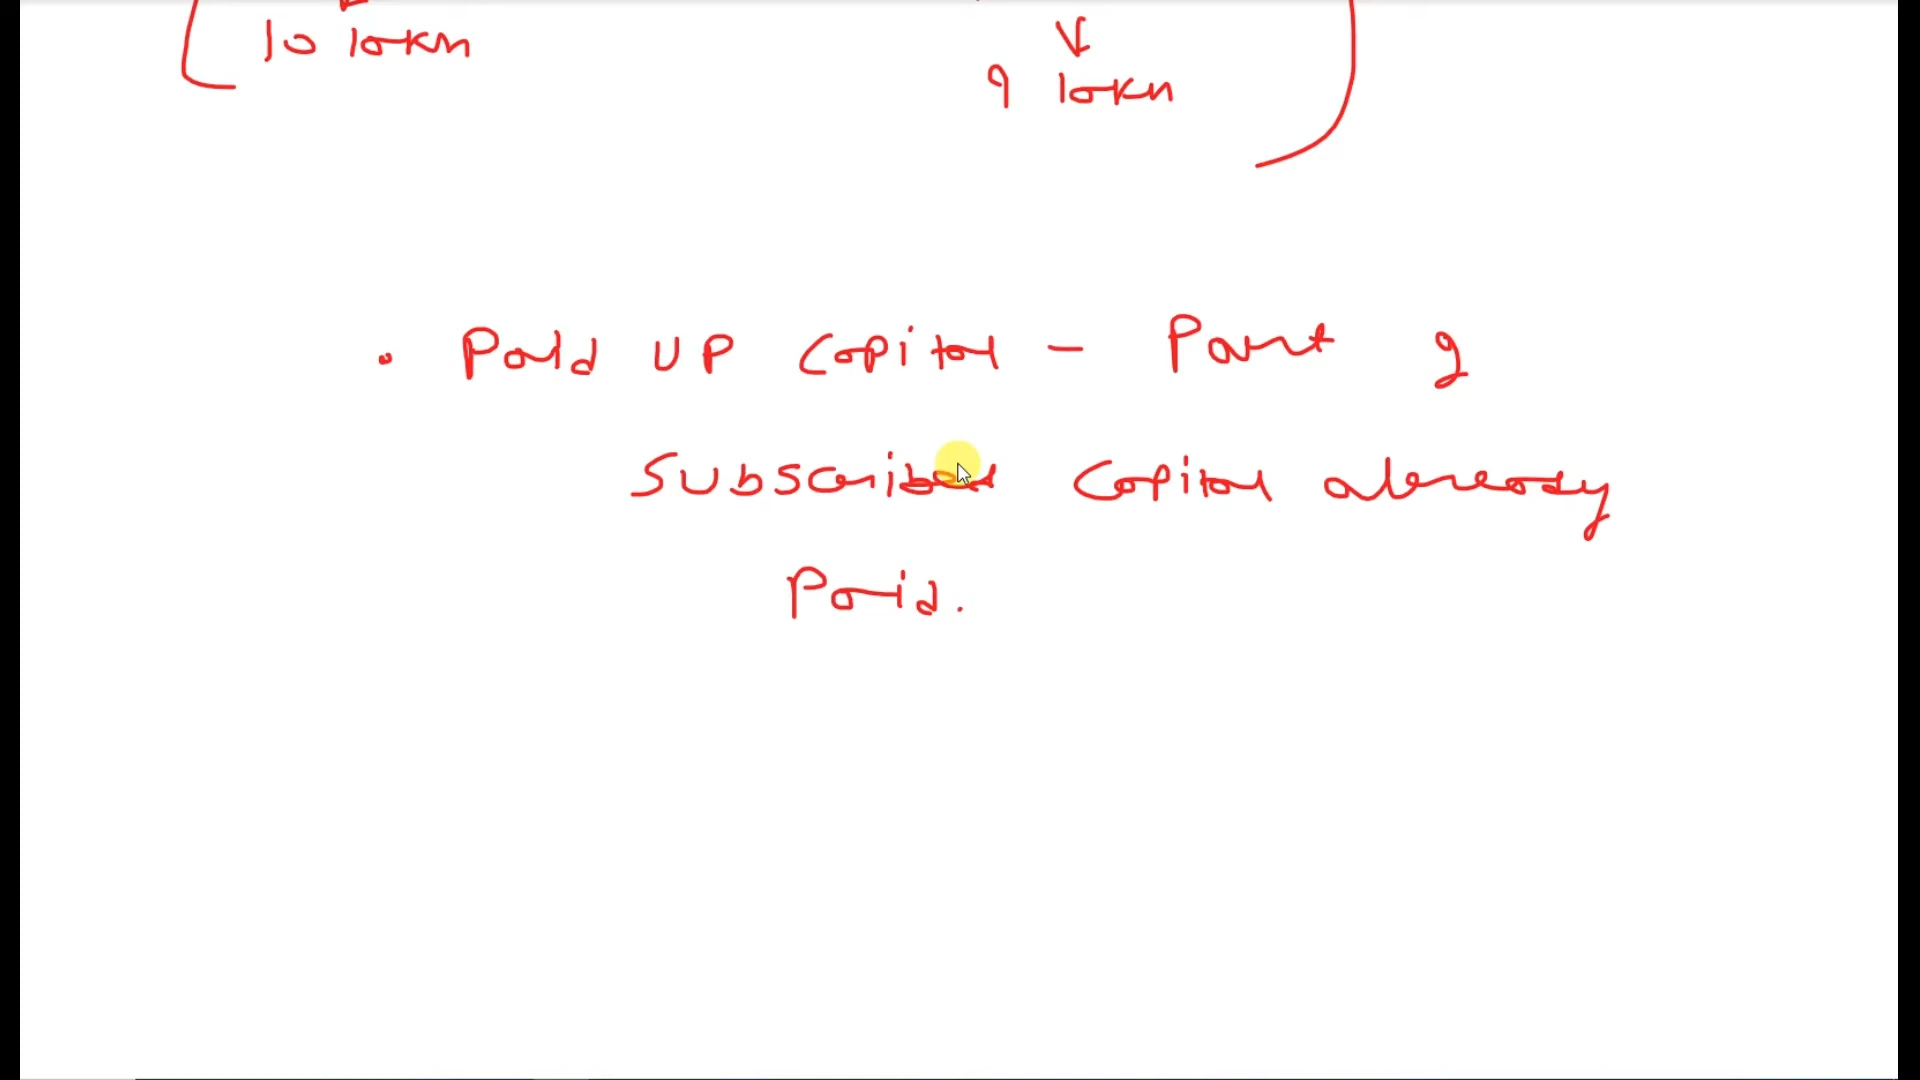 10 lakh
9 lakh
• Paid UP Capital - Part of
Subscribed Capital already
Paid.